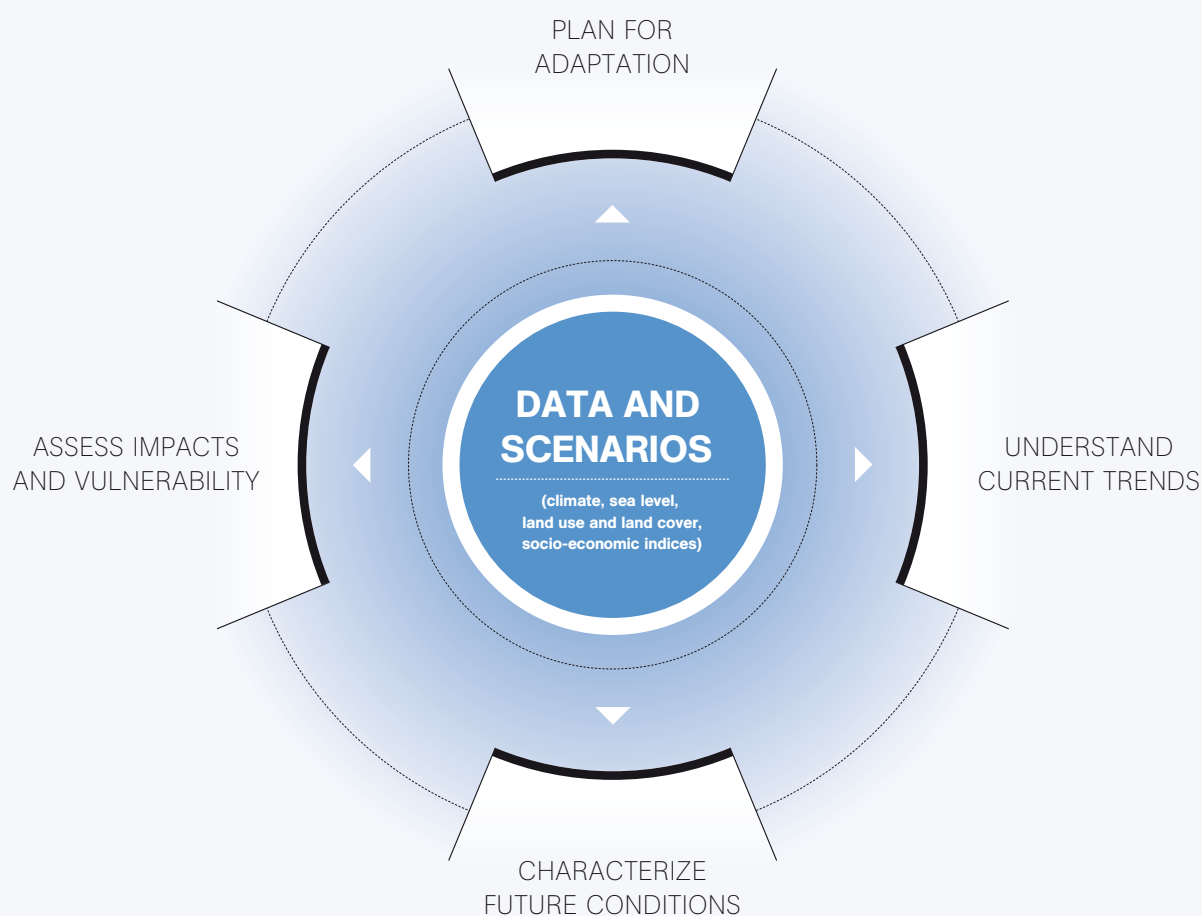 PLAN FOR
ADAPTATION
ASSESS IMPACTS
AND VULNERABILITY
DATA AND
SCENARIOS
(climate, sea level,
land use and land cover,
socio-economic indices)
UNDERSTAND
CURRENT TRENDS
CHARACTERIZE
FUTURE CONDITIONS